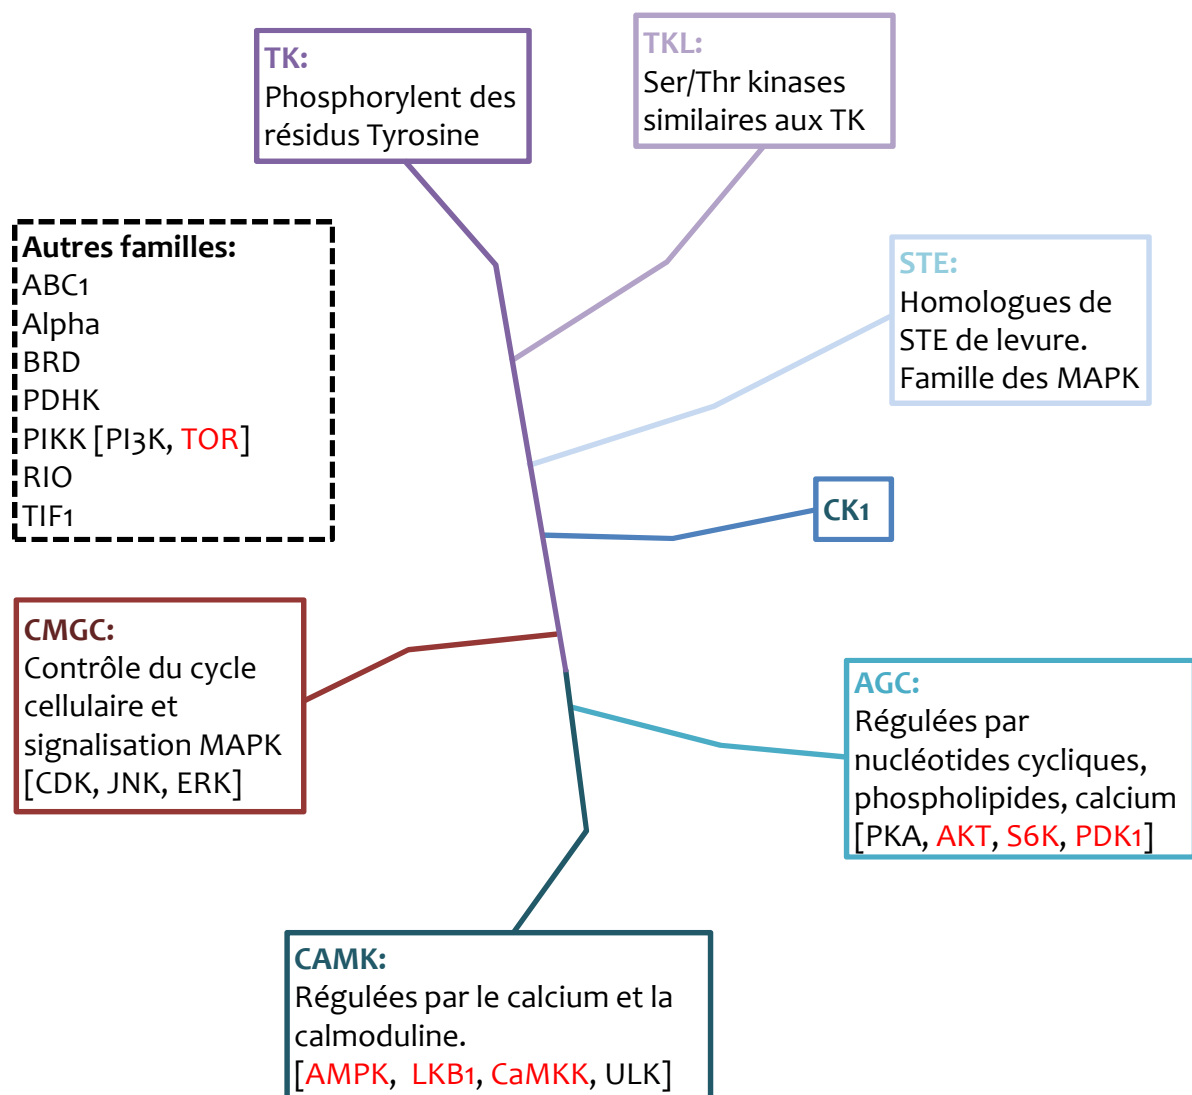 TK:
Phosphorylent des
résidus Tyrosine
TKL:
Ser/Thr kinases
similaires aux TK
Autres familles:
ABC1
Alpha
BRD
PDHK
PIKK [PI3K, TOR]
RIO
TIF1
STE:
Homologues de
STE de levure.
Famille des MAPK
CK1
CMGC:
Contrôle du cycle
cellulaire et
signalisation MAPK
[CDK, JNK, ERK]
AGC:
Régulées par
nucléotides cycliques,
phospholipides, calcium
[PKA, AKT, S6K, PDK1]
CAMK:
Régulées par le calcium et la
calmoduline.
[AMPK, LKB1, CaMKK, ULK]